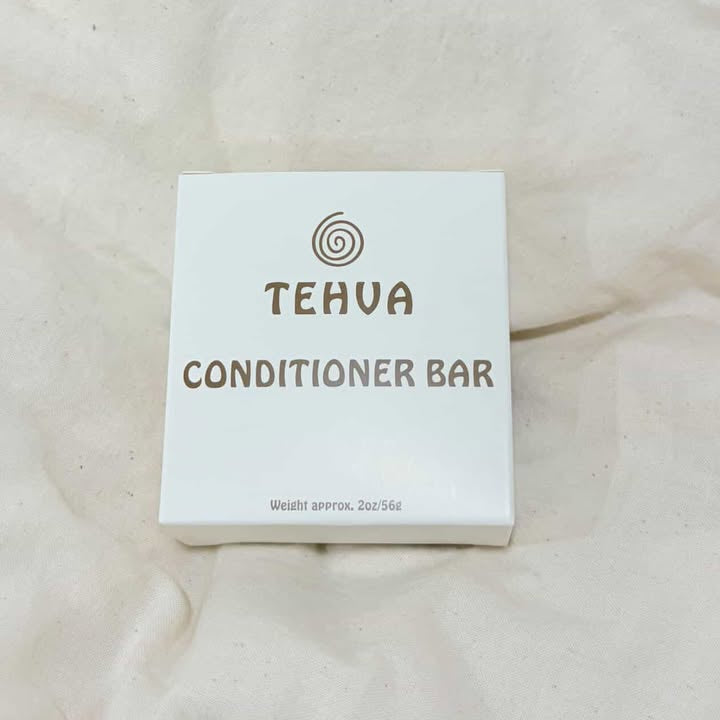 TEHVA
CONDITIONER BAR
Weight approx. 2oz/56g